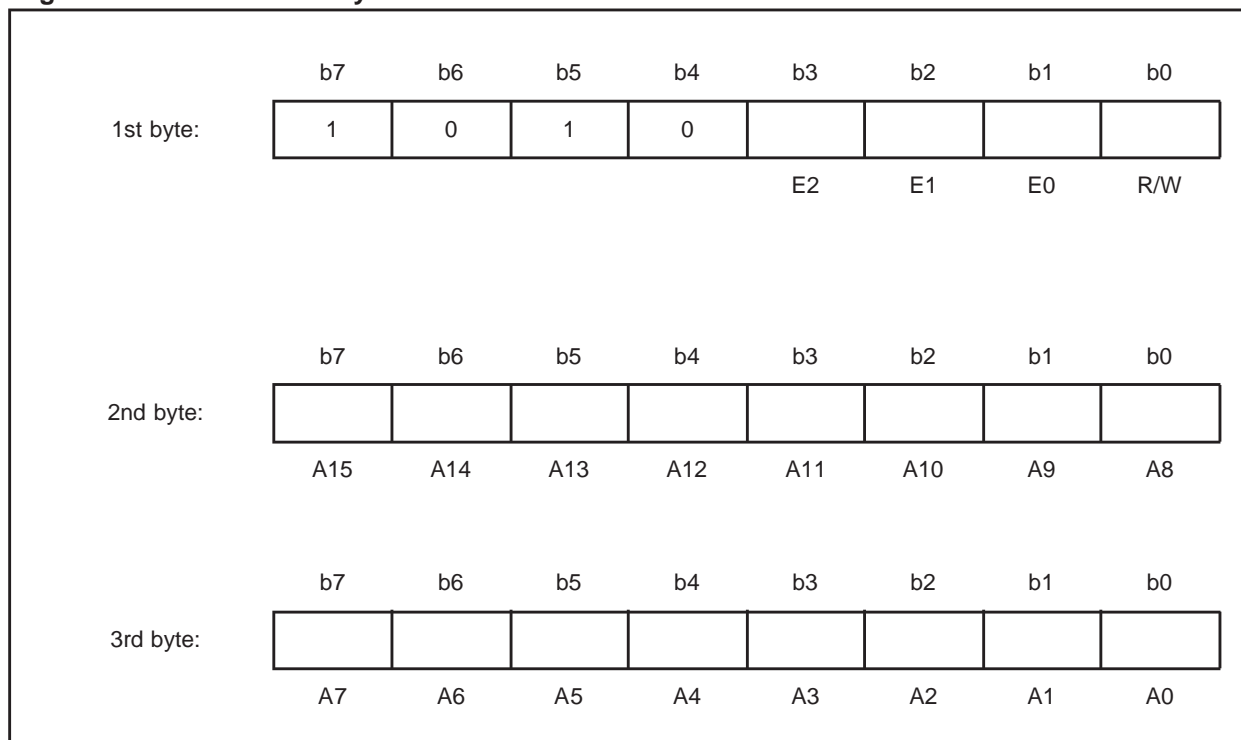 b7 b6 b5 b4 b3 b2 b1 b0
1st byte: 1 0 1 0
E2 E1 E0 R/W
b7 b6 b5 b4 b3 b2 b1 b0
2nd byte:
A15 A14 A13 A12 A11 A10 A9 A8
b7 b6 b5 b4 b3 b2 b1 b0
3rd byte:
A7 A6 A5 A4 A3 A2 A1 A0